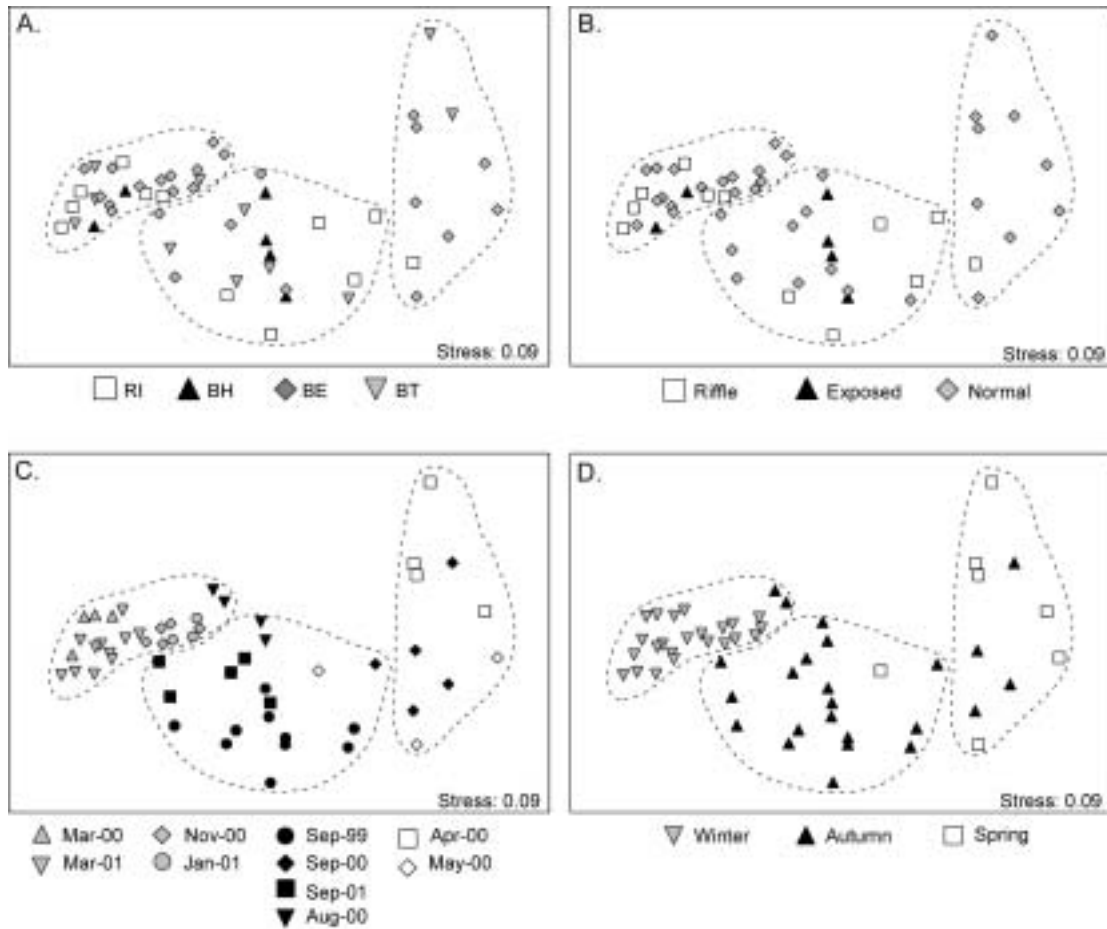 A.
Stress: 0.09
RI BH BE BT
B.
Stress: 0.09
Riffle Exposed Normal
C.
Stress: 0.09
Mar-00 Nov-00 Sep-99 Apr-00
Mar-01 Jan-01 Sep-00 May-00
Sep-01
Aug-00
D.
Stress: 0.09
Winter Autumn Spring